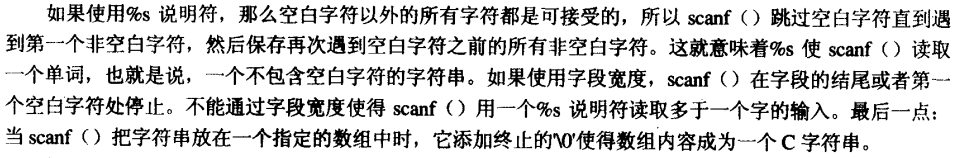 如果使用%s 说明符，那么空白字符以外的所有字符都是可接受的，所以 scanf（）跳过空白字符直到遇
到第一个非空白字符，然后保存再次遇到空白字符之前的所有非空白字符。这就意味着%s 使 scanf（）读取
一个单词，也就是说，一个不包含空白字符的字符串。如果使用字段宽度，scanf（）在字段的结尾或者第一
个空白字符处停止。不能通过字段宽度使得 scanf（）用一个%s 说明符读取多于一个字的输入。最后一点：
当 scanf（）把字符串放在一个指定的数组中时，它添加终止的'\0'使得数组内容成为一个 C 字符串。